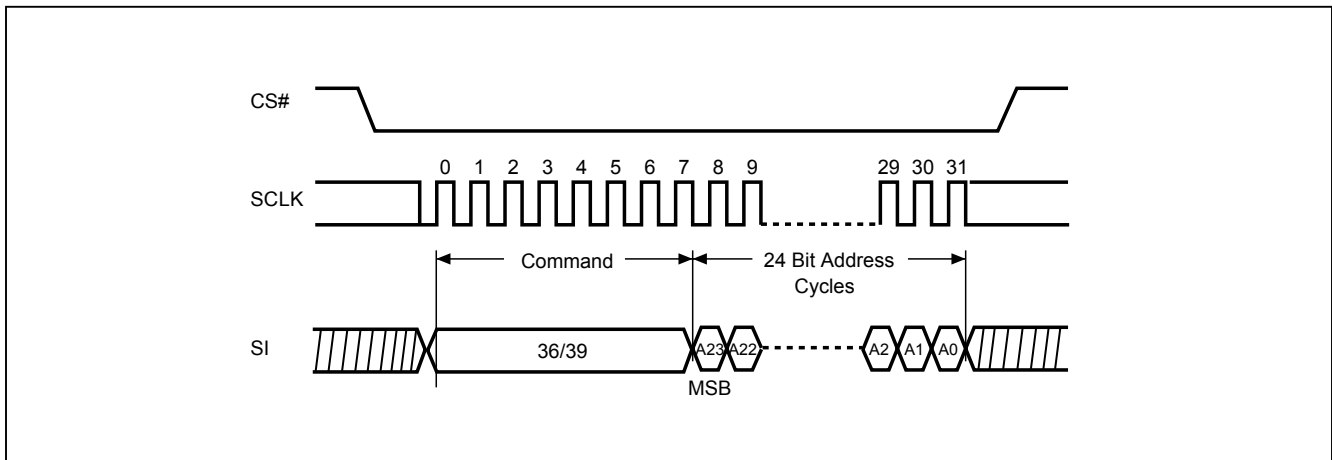 CS#
0 1 2 3 4 5 6 7 8 9 29 30 31
SCLK
Command
24 Bit Address
Cycles
SI
36/39
A23 A22 A2 A1 A0
MSB